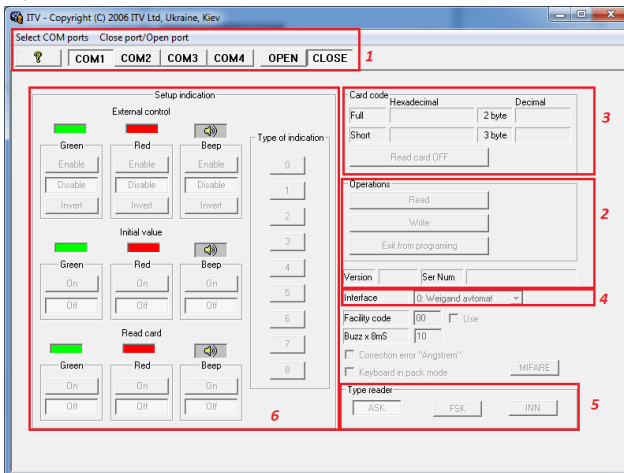 ITV - Copyright (C) 2006 ITV Ltd, Ukraine, Kiev
Select COM ports Close port/Open port
? COM1 COM2 COM3 COM4 OPEN CLOSE 1
Setup indication
External control
Green Red Beep
Enable Enable Enable
Disable Disable Disable
Invert Invert Invert
Initial value
Green Red Beep
On On On
Off Off Off
Read card
Green Red Beep
On On On
Off Off Off
Type of indication
0
1
2
3
4
5
6
7
8
6
Card code
Hexadecimal Decimal
Full 2 byte
Short 3 byte
Read card OFF
3
Operations
Read
Write
Exit from programing
Version Ser Num
2
Interface 0: Weigand avtomat
4
Facility code 00 Use
Buzz x 8mS 10
Correction error "Angstrem"
Keyboard in pack mode MIFARE
Type reader
ASK FSK INN
5